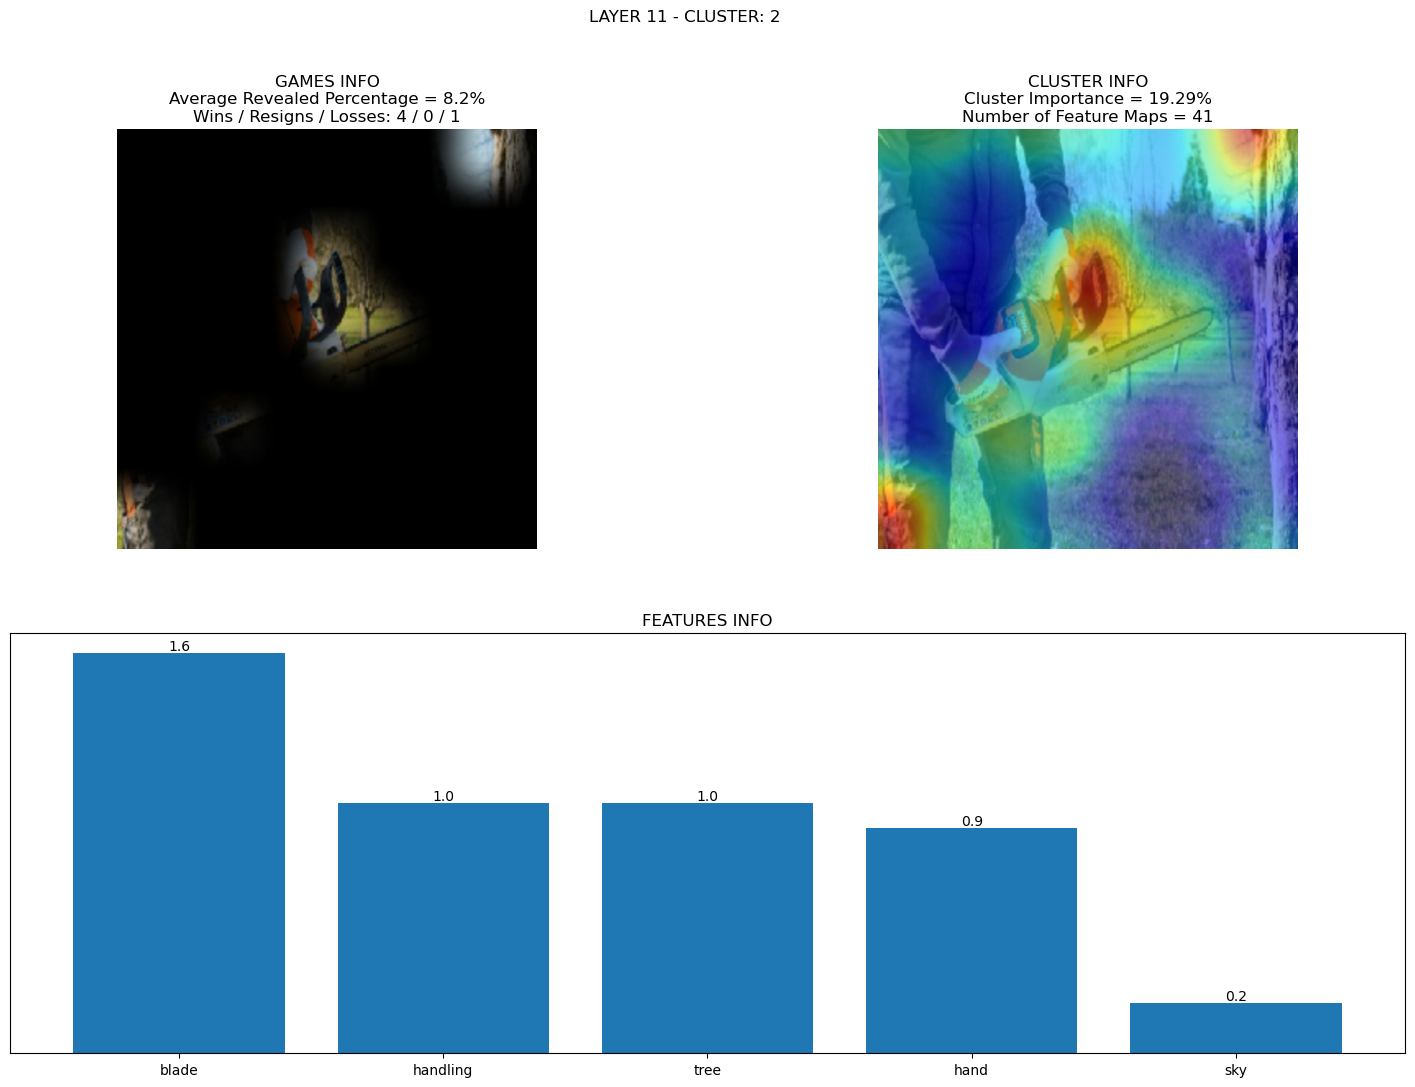 LAYER 11 - CLUSTER: 2
GAMES INFO
Average Revealed Percentage = 8.2%
Wins / Resigns / Losses: 4 / 0 / 1
CLUSTER INFO
Cluster Importance = 19.29%
Number of Feature Maps = 41
FEATURES INFO
1.6
1.0
1.0
0.9
0.2
blade
handling
tree
hand
sky